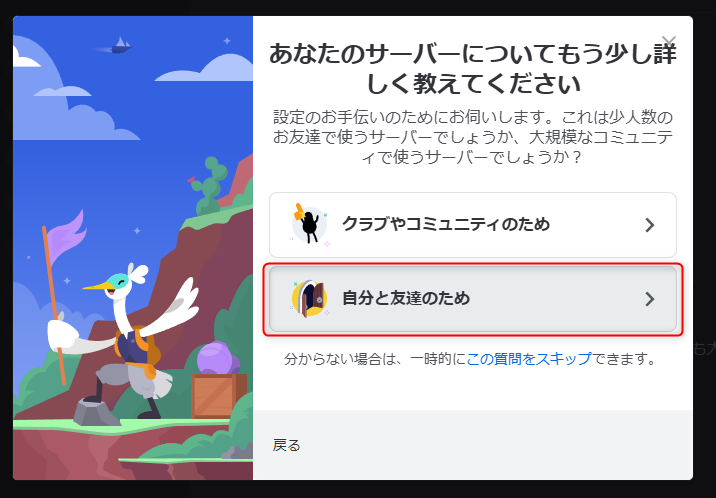 あなたのサーバーについてもう少し詳
しく教えてください
設定のお手伝いのためにお伺いします。これは少人数の
お友達で使うサーバーでしょうか、大規模なコミュニティ
で使うサーバーでしょうか？
クラブやコミュニティのため
自分と友達のため
分からない場合は、一時的にこの質問をスキップできます。
戻る